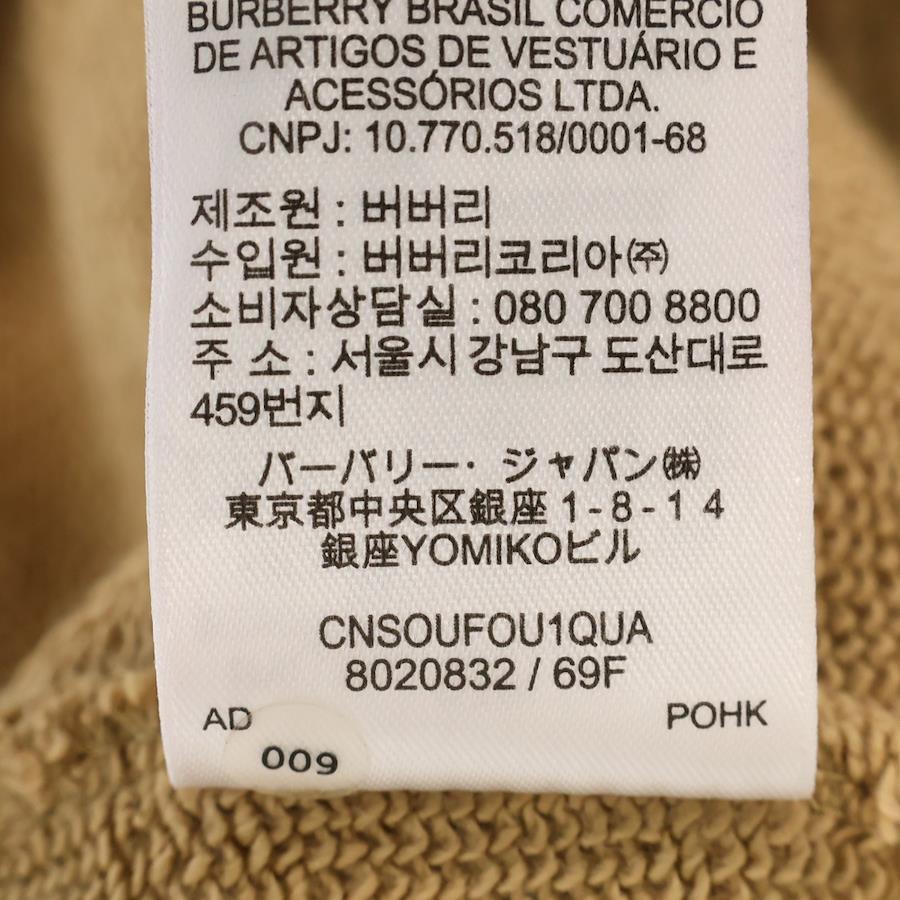 BURBERRY BRASIL COMERCIO
DE ARTIGOS DE VESTUÁRIO E
ACESSÓRIOS LTDA.
CNPJ: 10.770.518/0001-68
제조원 : 버버리
수입원 : 버버리코리아㈜
소비자상담실 : 080 700 8800
주 소 : 서울시 강남구 도산대로
459번지
バーバリー・ジャパン㈱
東京都中央区銀座 1-8-14
銀座YOMIKOビル
CNSOUFOU1QUA
8020832 / 69F
AD POHK
009